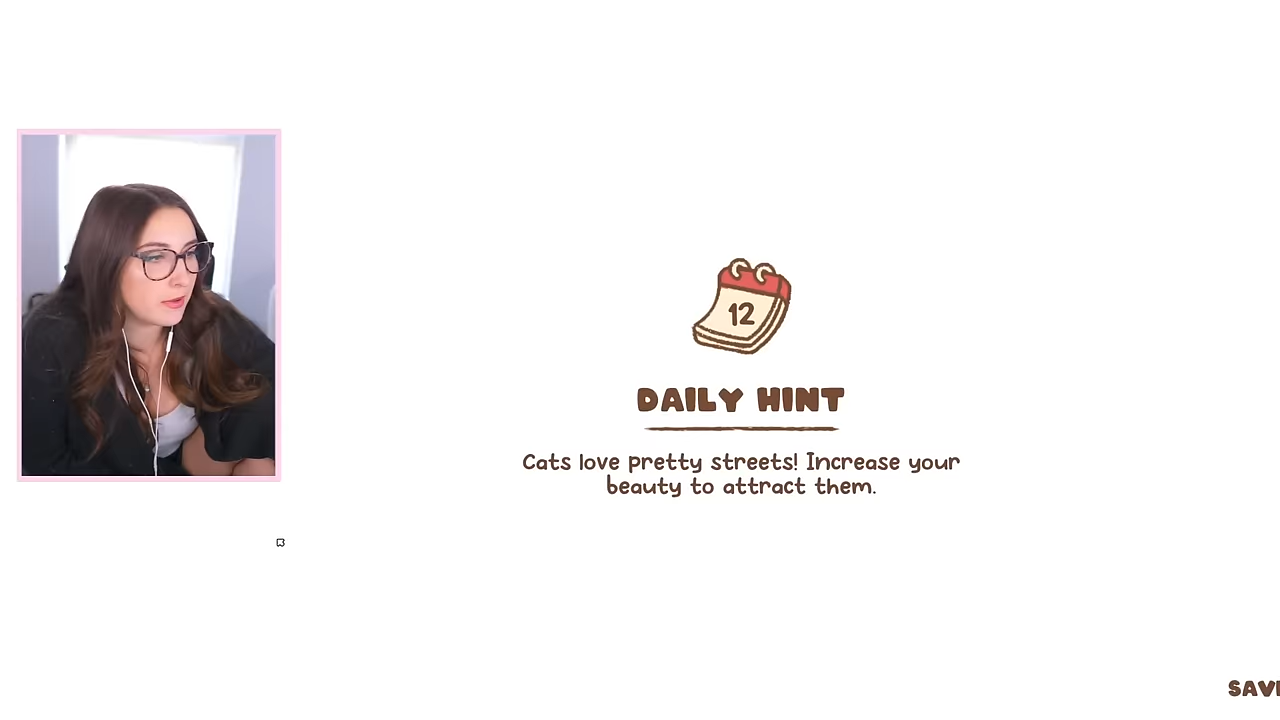 12
DAILY HINT
Cats love pretty streets! Increase your
beauty to attract them.